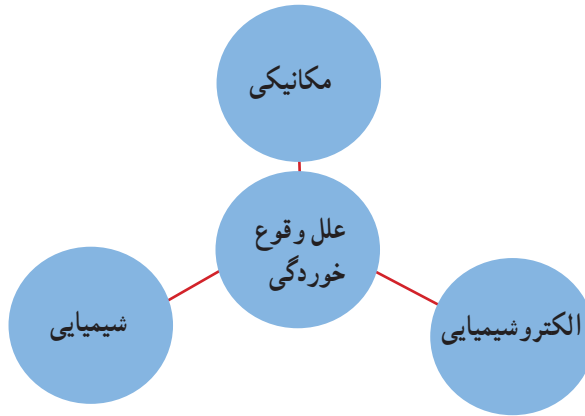 مکانیکی
علل وقوع
خوردگی
الکتروشیمیایی
شیمیایی